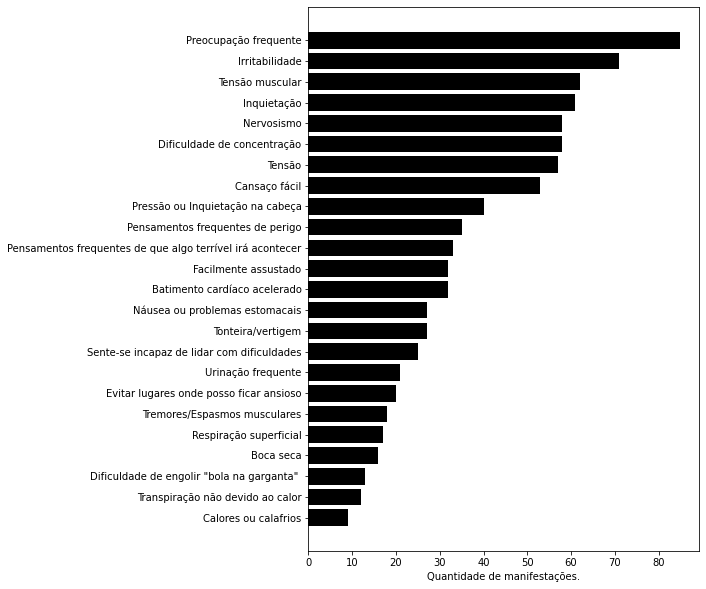 Preocupação frequente
Irritabilidade
Tensão muscular
Inquietação
Nervosismo
Dificuldade de concentração
Tensão
Cansaço fácil
Pressão ou Inquietação na cabeça
Pensamentos frequentes de perigo
Pensamentos frequentes de que algo terrível irá acontecer
Facilmente assustado
Batimento cardíaco acelerado
Náusea ou problemas estomacais
Tonteira/vertigem
Sente-se incapaz de lidar com dificuldades
Urinação frequente
Evitar lugares onde posso ficar ansioso
Tremores/Espasmos musculares
Respiração superficial
Boca seca
Dificuldade de engolir "bola na garganta"
Transpiração não devido ao calor
Calores ou calafrios
0 10 20 30 40 50 60 70 80
Quantidade de manifestações.